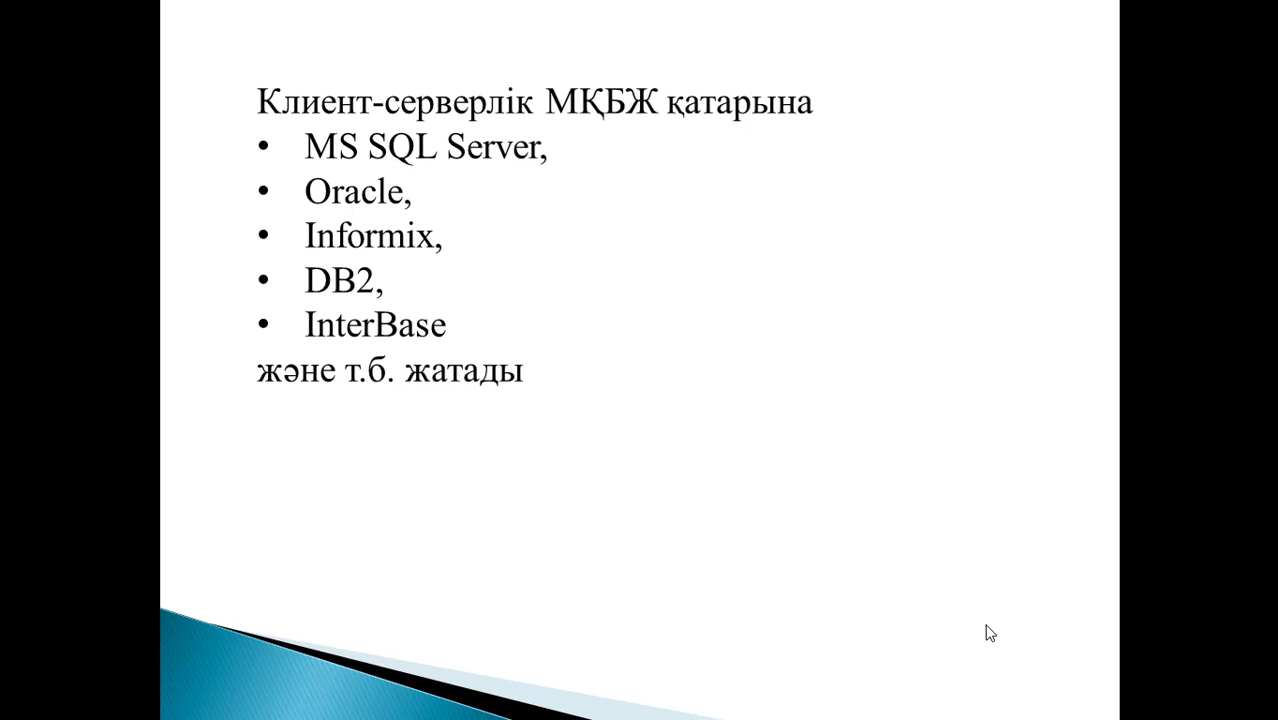 Клиент-серверлік МҚБЖ қатарына
• MS SQL Server,
• Oracle,
• Informix,
• DB2,
• InterBase
және т.б. жатады